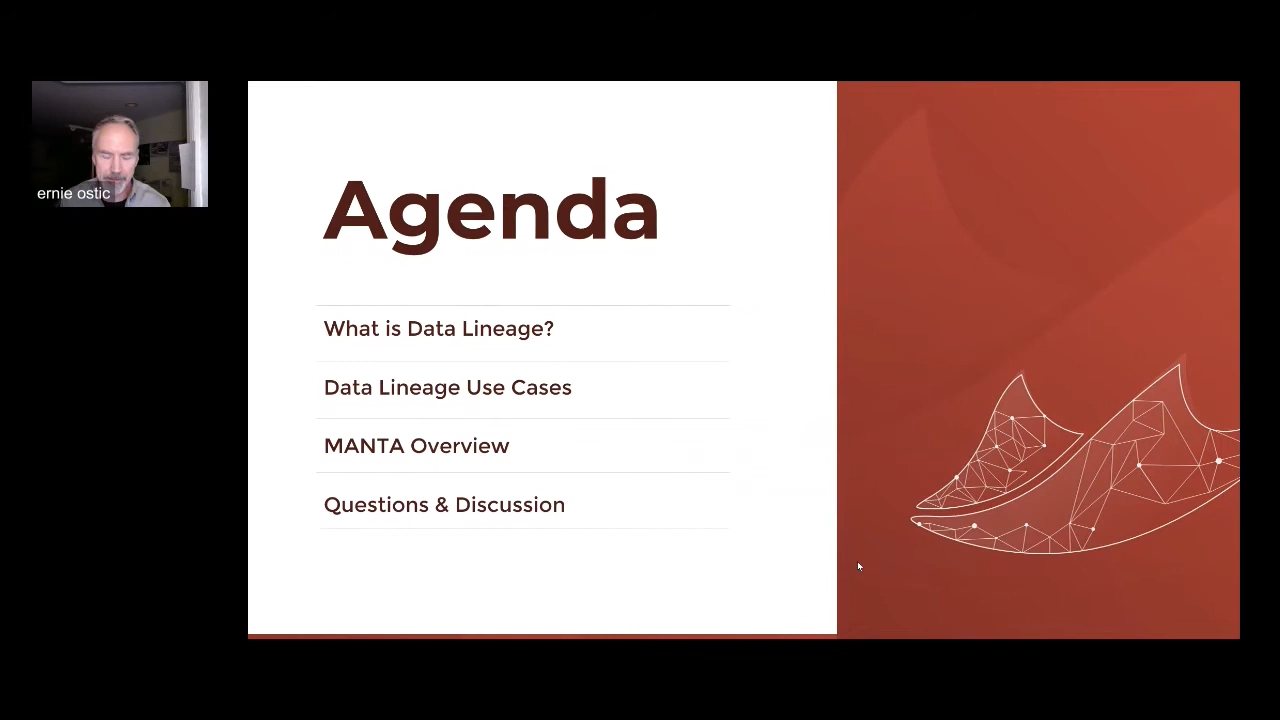 ernie ostic
Agenda
What is Data Lineage?
Data Lineage Use Cases
MANTA Overview
Questions & Discussion